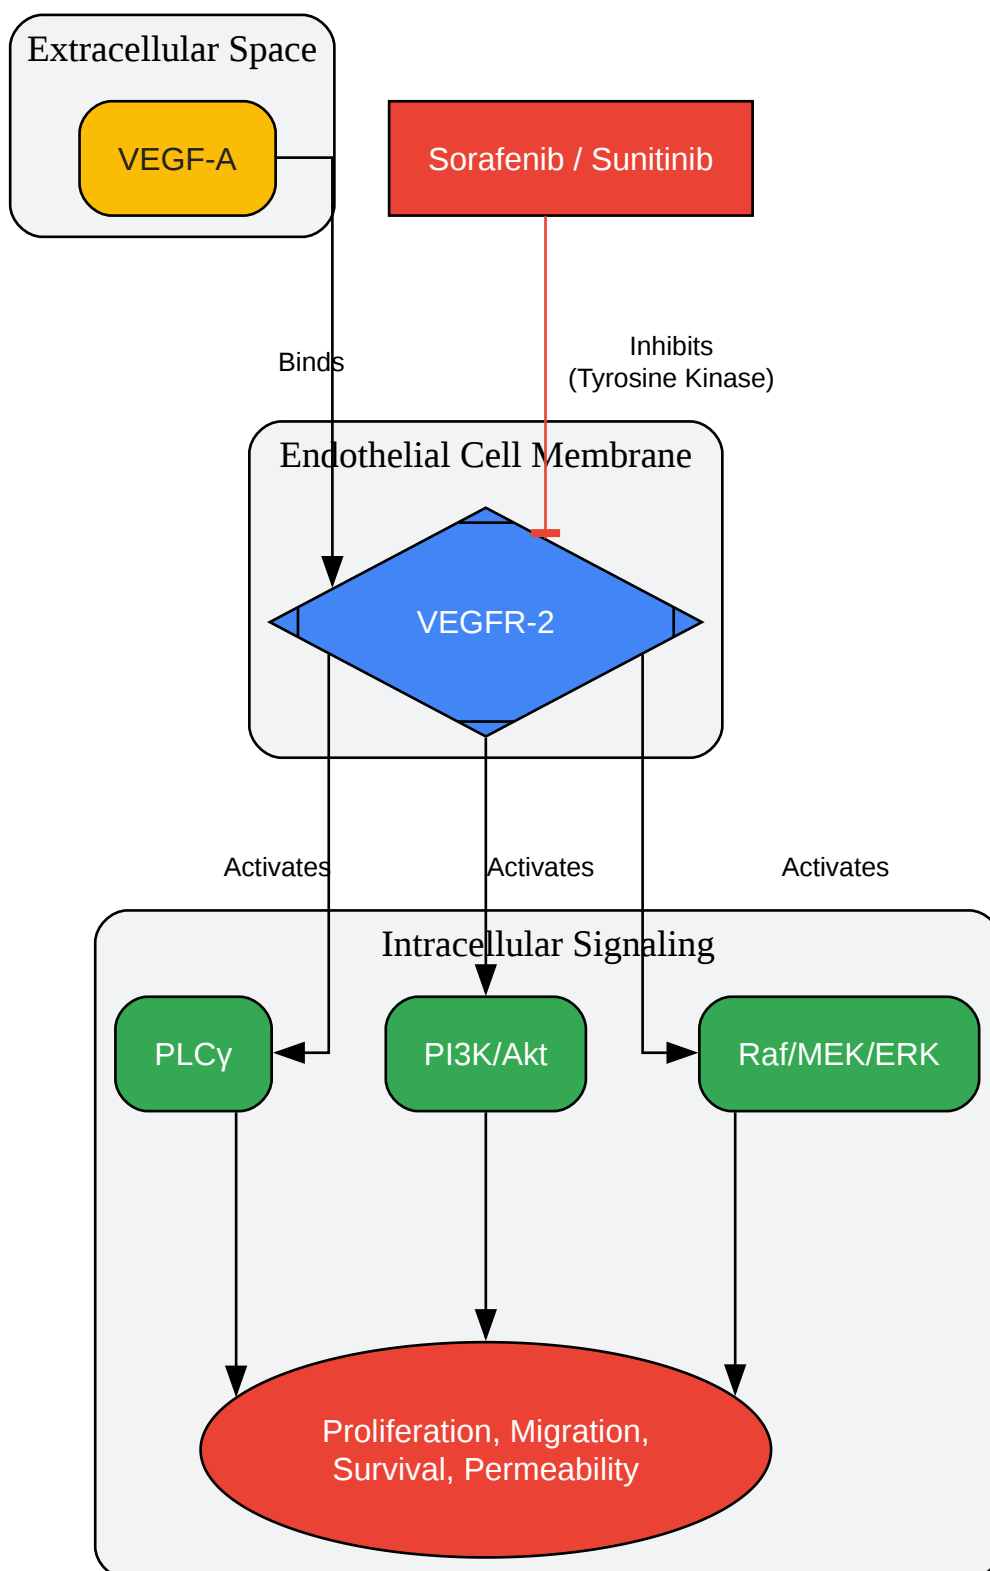 Extracellular Space
VEGF-A
Sorafenib / Sunitinib
Binds
Inhibits
(Tyrosine Kinase)
Endothelial Cell Membrane
VEGFR-2
Activates
Activates
Activates
Intracellular Signaling
PLCγ
PI3K/Akt
Raf/MEK/ERK
Proliferation, Migration,
Survival, Permeability